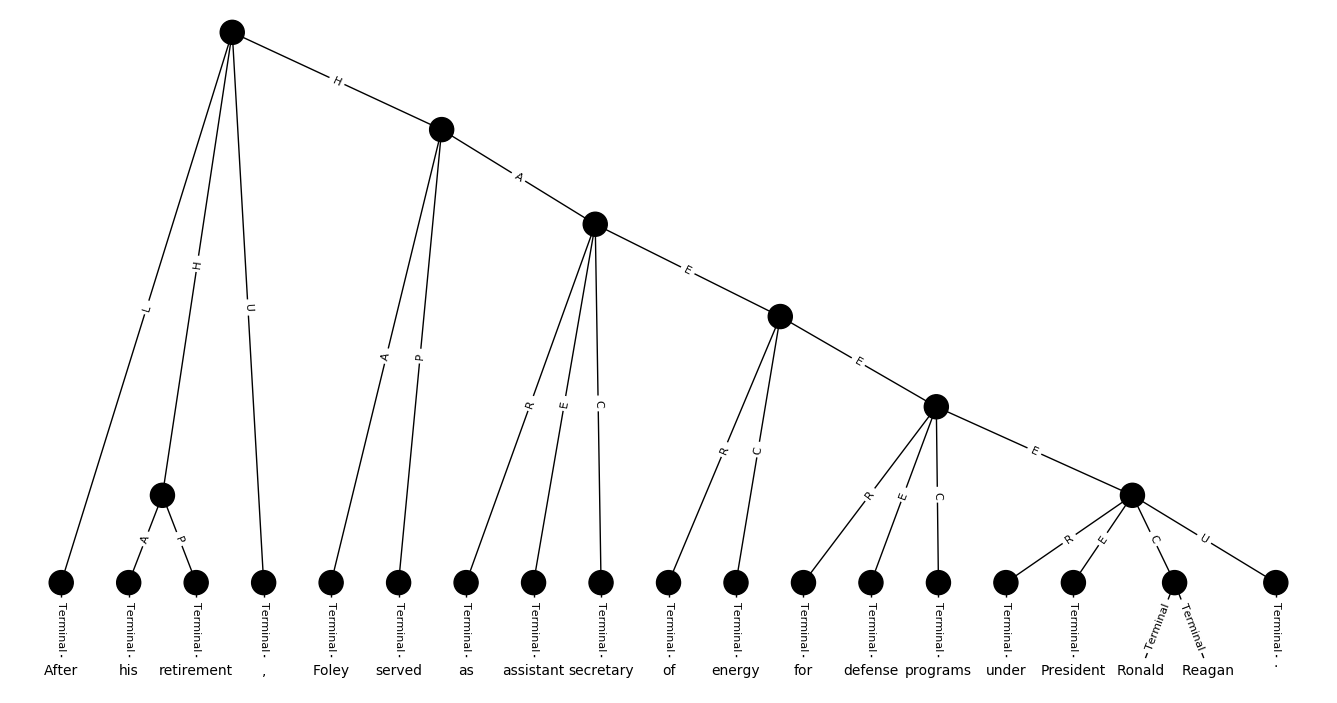 H
A
L
H
U
E
A
P
R
E
C
E
R
C
E
R
E
C
A
P
R
E
C
U
Terminal Terminal Terminal Terminal Terminal Terminal Terminal Terminal Terminal Terminal Terminal Terminal Terminal Terminal Terminal Terminal Terminal Terminal Terminal
After his retirement , Foley served as assistant secretary of energy for defense programs under President Ronald Reagan .